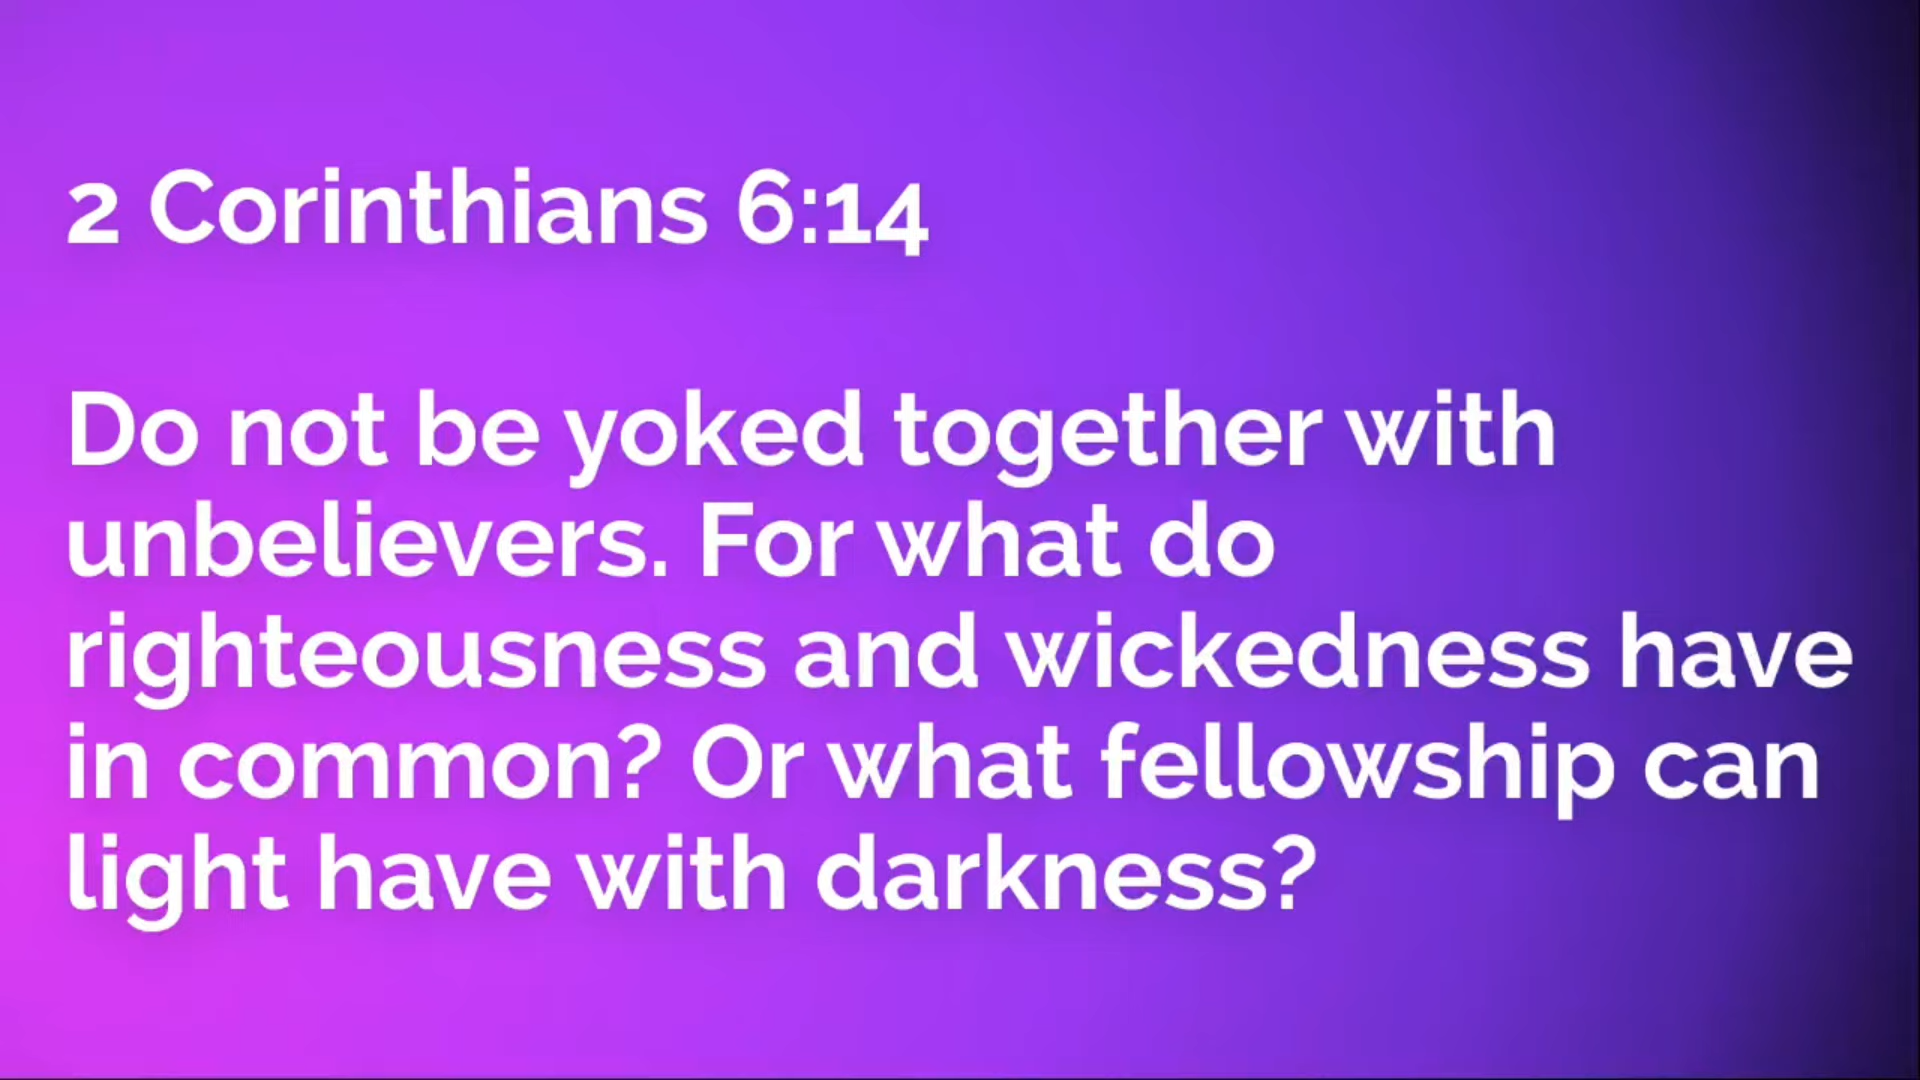 2 Corinthians 6:14
Do not be yoked together with
unbelievers. For what do
righteousness and wickedness have
in common? Or what fellowship can
light have with darkness?